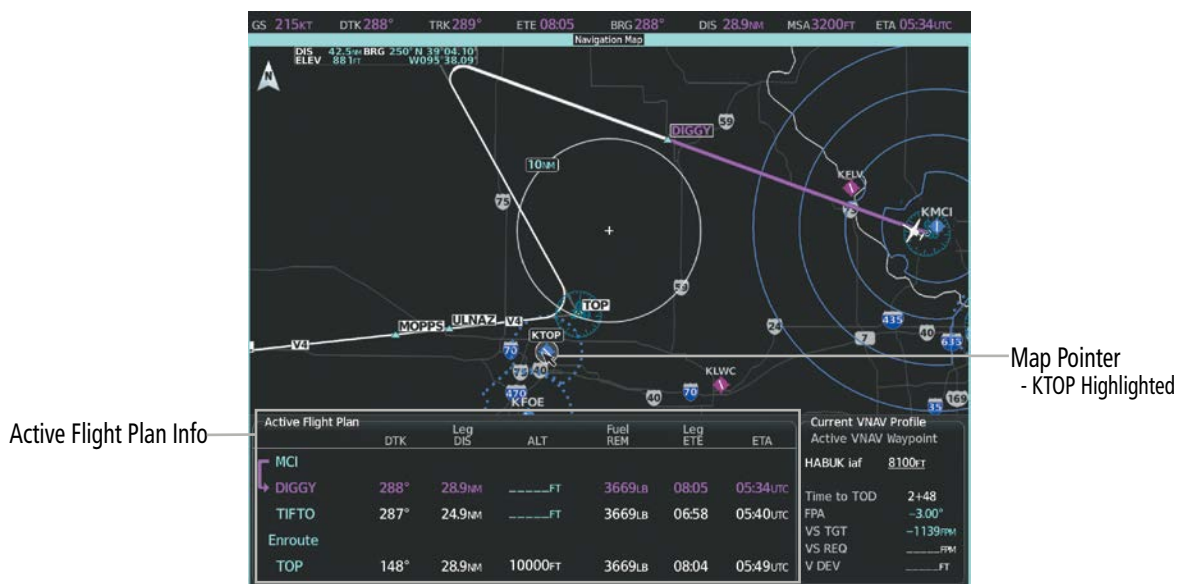 GS 215KT DTK 288° TRK 289° ETE 08:05 BRG 288° DIS 28.9NM MSA 3200FT ETA 05:34UTC
Navigation Map
DIS 42.5NM BRG 250° N 39°04.10'
ELEV 881FT W095°38.09'
N
59
DIGGY
10NM
KFLV
75
KMCI
75
TOP
MOPPS ULNAZ V4
V4
KTOP
24
435
7
40
635
70
75
40
KLWC
Map Pointer
- KTOP Highlighted
470
KFOE
40
70
35
169
Active Flight Plan Info
Active Flight Plan
DTK Leg DIS ALT Fuel REM Leg ETE ETA
MCI
DIGGY 288° 28.9NM _____FT 3669LB 08:05 05:34UTC
TIFTO 287° 24.9NM _____FT 3669LB 06:58 05:40UTC
Enroute
TOP 148° 28.9NM 10000FT 3669LB 08:04 05:49UTC
Current VNAV Profile
Active VNAV Waypoint
HABUK iaf 8100FT
Time to TOD 2+48
FPA -3.00°
VS TGT -1139FPM
VS REQ _____FPM
V DEV _____FT